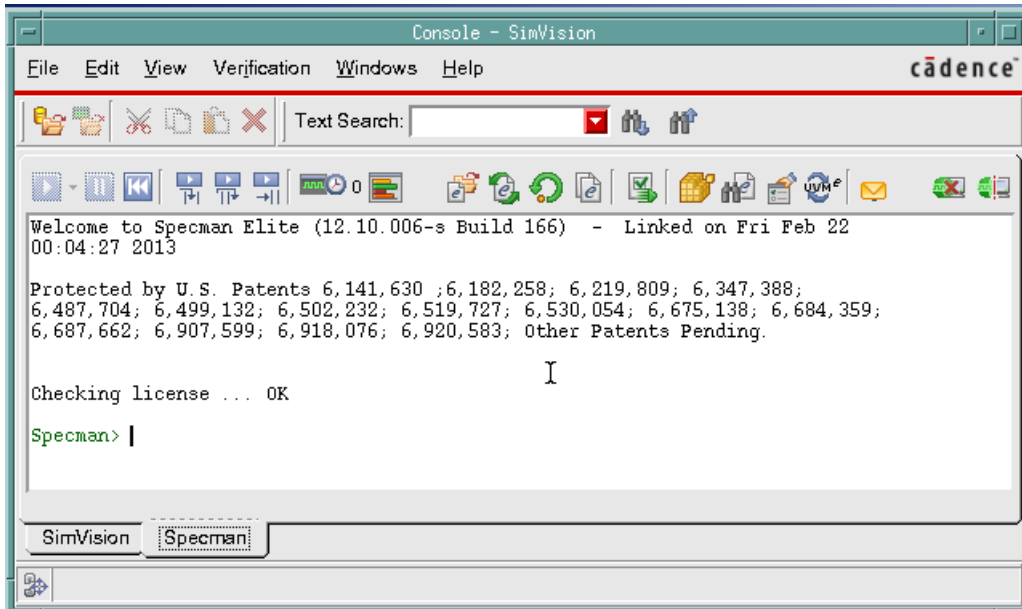 Console - SimVision
File Edit View Verification Windows Help cādence
Text Search:
0 e e e UVM e
Welcome to Specman Elite (12.10.006-s Build 166) - Linked on Fri Feb 22
00:04:27 2013
Protected by U.S. Patents 6,141,630 ;6,182,258; 6,219,809; 6,347,388;
6,487,704; 6,499,132; 6,502,232; 6,519,727; 6,530,054; 6,675,138; 6,684,359;
6,687,662; 6,907,599; 6,918,076; 6,920,583; Other Patents Pending.
Checking license ... OK
Specman>
SimVision Specman